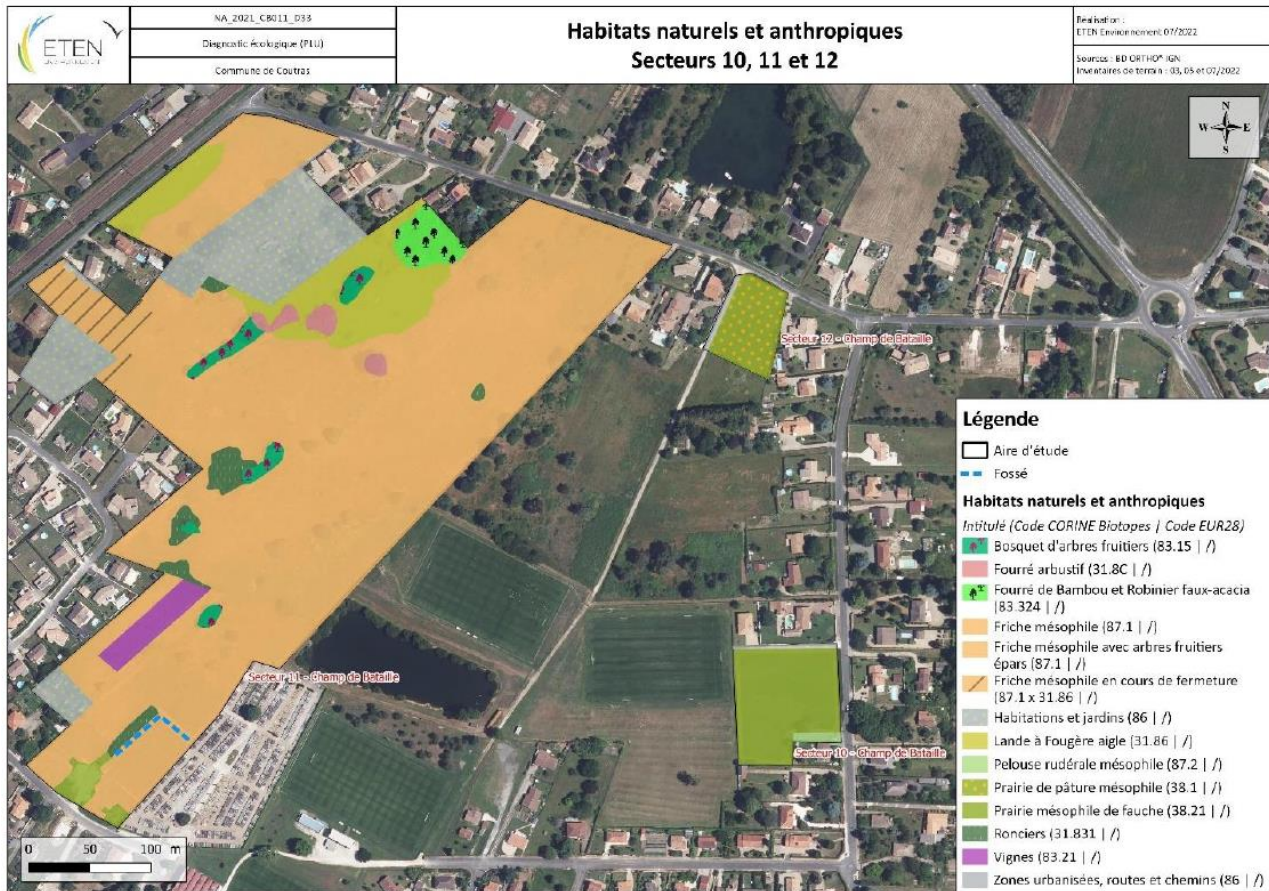 ETEN
NA_2021_CB011_D33
Diagnostic écologique (PLU)
Commune de Coutras
Habitats naturels et anthropiques
Secteurs 10, 11 et 12
Réalisation :
ETEN Environnement 07/2022
Sources : BD ORTHO® IGN
Inventaires de terrain : 03, 05 et 07/2022
N
W E
S
Secteur 12 - Champ de Bataille
Secteur 11 - Champ de Bataille
Secteur 10 - Champ de Bataille
Légende
Aire d'étude
Fossé
Habitats naturels et anthropiques
Intitulé (Code CORINE Biotopes | Code EUR28)
Bosquet d'arbres fruitiers (83.15 | /)
Fourré arbustif (31.8C | /)
Fourré de Bambou et Robinier faux-acacia
(83.324 | /)
Friche mésophile (87.1 | /)
Friche mésophile avec arbres fruitiers
épars (87.1 | /)
Friche mésophile en cours de fermeture
(87.1 x 31.86 | /)
Habitations et jardins (86 | /)
Lande à Fougère aigle (31.86 | /)
Pelouse rudérale mésophile (87.2 | /)
Prairie de pâture mésophile (38.1 | /)
Prairie mésophile de fauche (38.21 | /)
Ronciers (31.831 | /)
Vignes (83.21 | /)
Zones urbanisées, routes et chemins (86 | /)
0 50 100 m